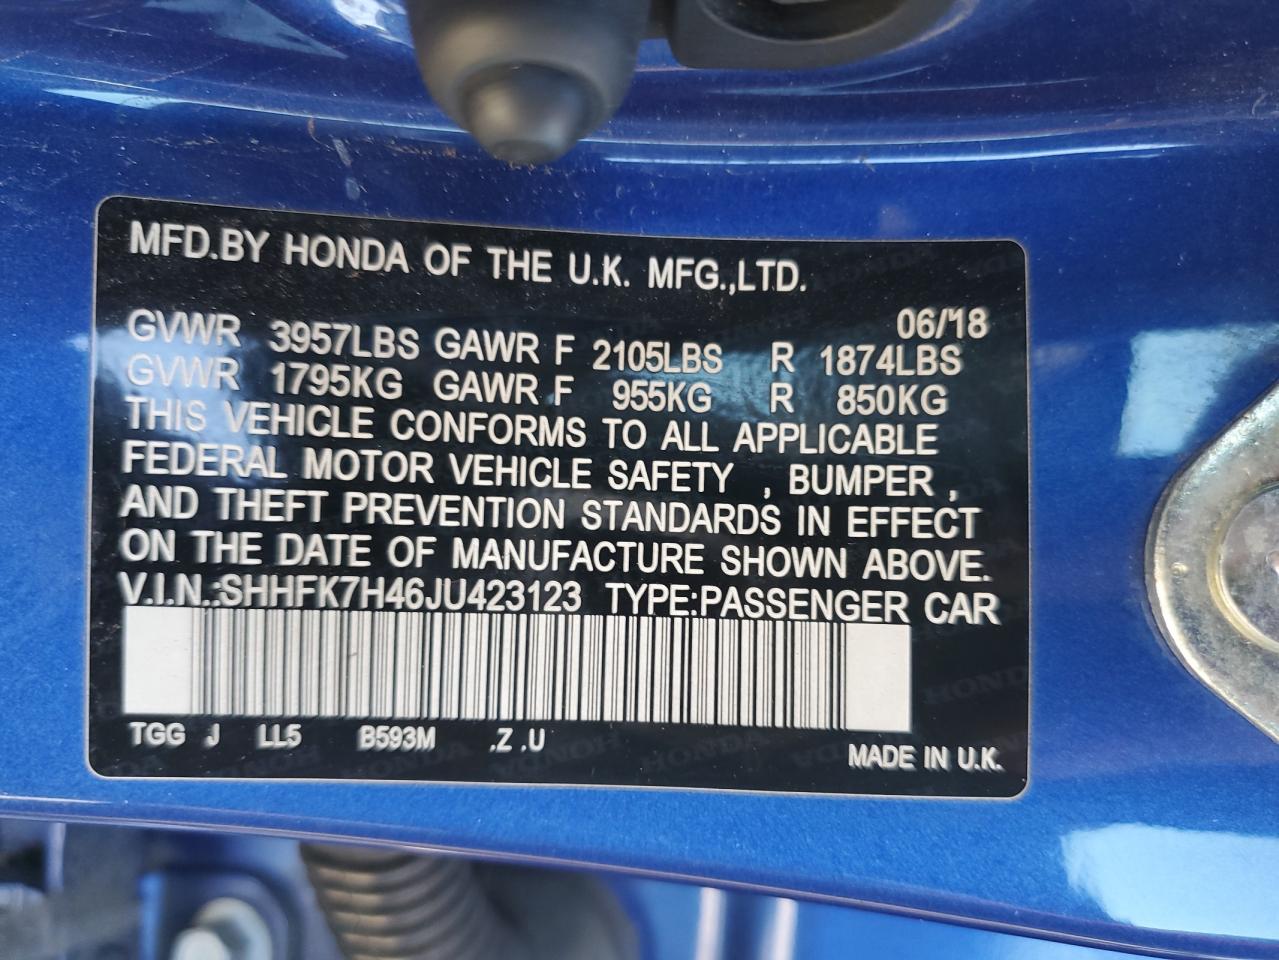 MFD.BY HONDA OF THE U.K. MFG.,LTD.
06/'18
GVWR 3957LBS GAWR F 2105LBS R 1874LBS
GVWR 1795KG GAWR F 955KG R 850KG
THIS VEHICLE CONFORMS TO ALL APPLICABLE
FEDERAL MOTOR VEHICLE SAFETY , BUMPER ,
AND THEFT PREVENTION STANDARDS IN EFFECT
ON THE DATE OF MANUFACTURE SHOWN ABOVE.
V.I.N.:SHHFK7H46JU423123 TYPE:PASSENGER CAR
TGG J LL5 B593M .Z .U
MADE IN U.K.